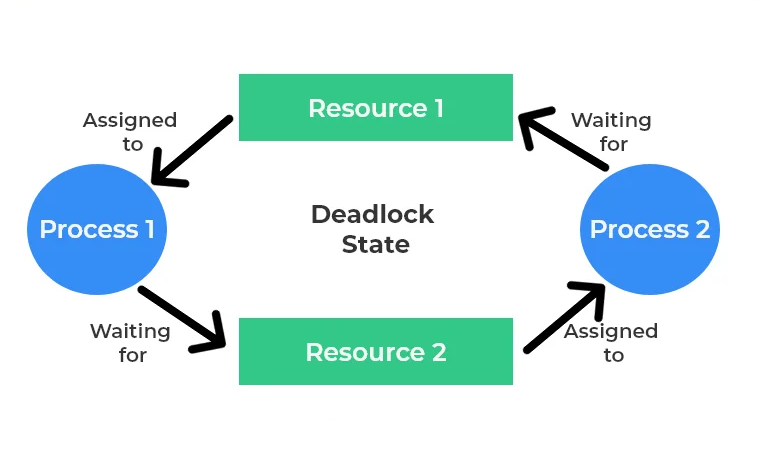 Resource 1
Assigned
to
Waiting
for
Process 1
Deadlock
State
Process 2
Waiting
for
Resource 2
Assigned
to